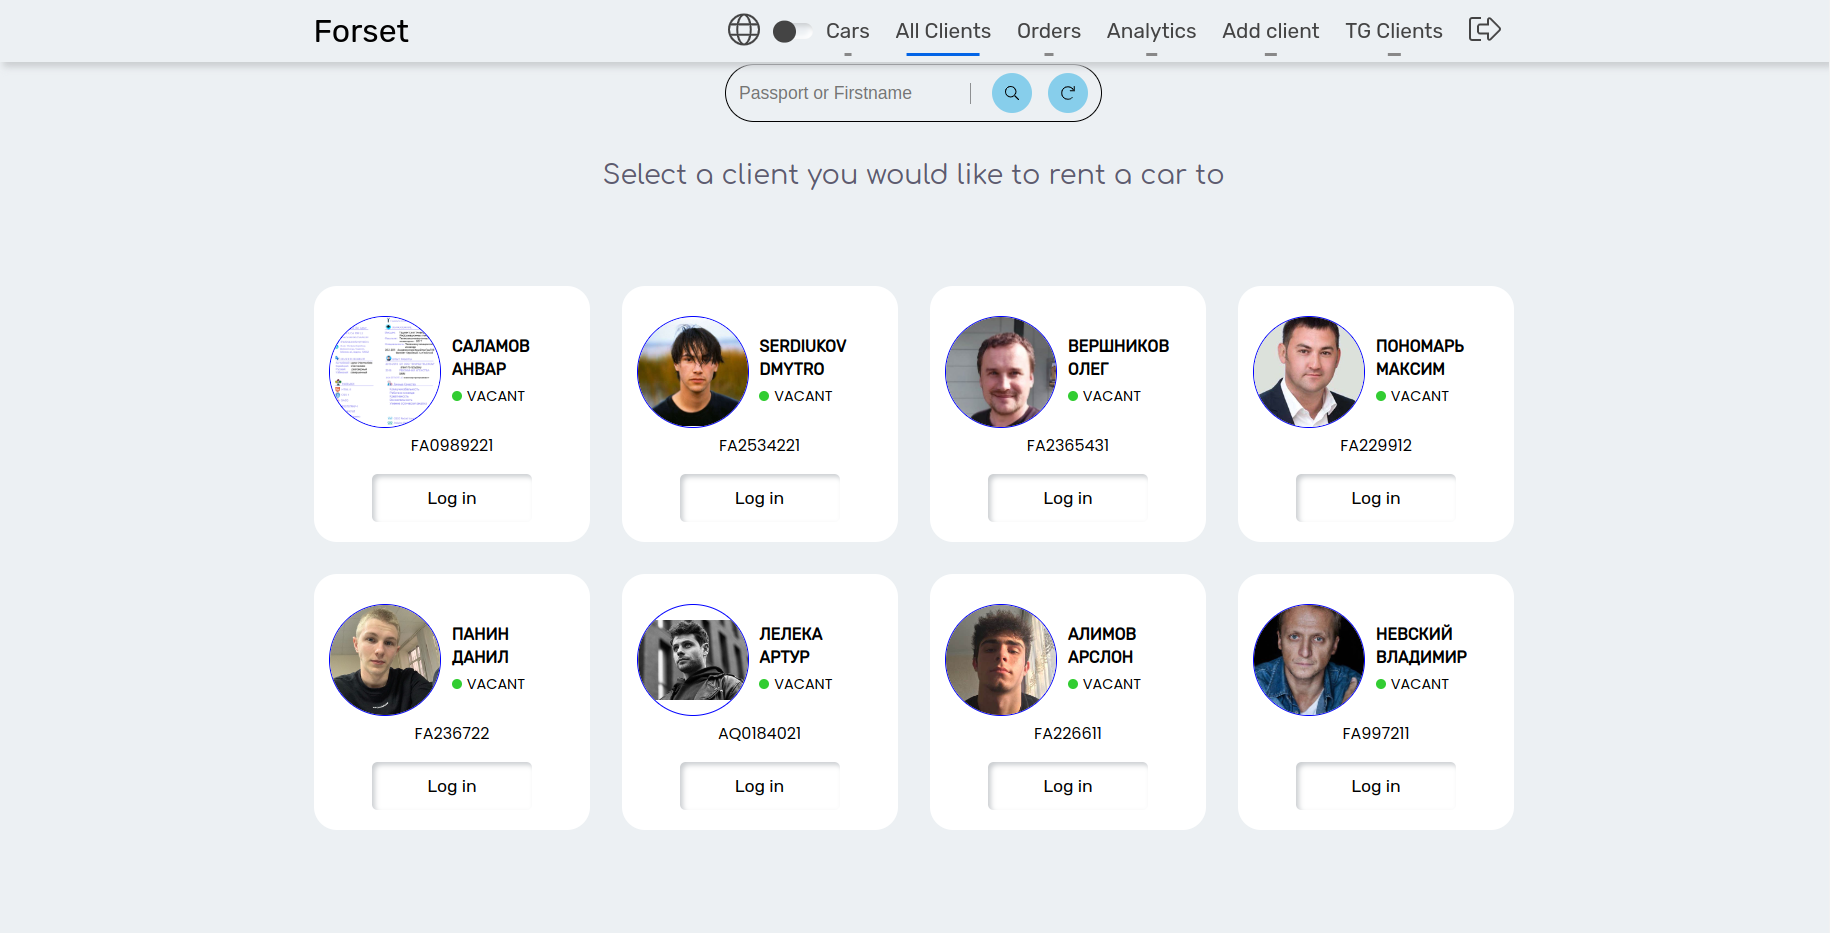 Forset
Cars
All Clients
Orders
Analytics
Add client
TG Clients
Passport or Firstname
Select a client you would like to rent a car to
САЛАМОВ
АНВАР
VACANT
FA0989221
Log in
SERDIUKOV
DMYTRO
VACANT
FA2534221
Log in
ВЕРШНИКОВ
ОЛЕГ
VACANT
FA2365431
Log in
ПОНОМАРЬ
МАКСИМ
VACANT
FA229912
Log in
ПАНИН
ДАНИЛ
VACANT
FA236722
Log in
ЛЕЛЕКА
АРТУР
VACANT
AQ0184021
Log in
АЛИМОВ
АРСЛОН
VACANT
FA226611
Log in
НЕВСКИЙ
ВЛАДИМИР
VACANT
FA997211
Log in